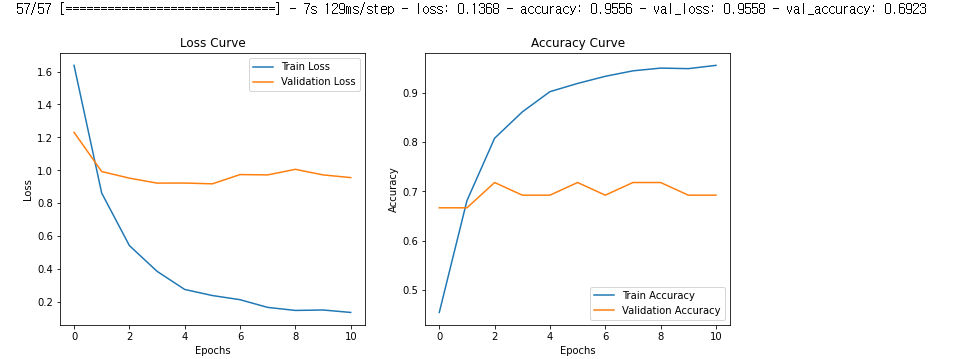 57/57 [==============================] - 7s 129ms/step - loss: 0.1368 - accuracy: 0.9556 - val_loss: 0.9558 - val_accuracy: 0.6923
Loss Curve
Train Loss
Validation Loss
1.6
1.4
1.2
1.0
0.8
0.6
0.4
0.2
Loss
0 2 4 6 8 10
Epochs
Accuracy Curve
0.9
0.8
0.7
0.6
0.5
Accuracy
Train Accuracy
Validation Accuracy
0 2 4 6 8 10
Epochs